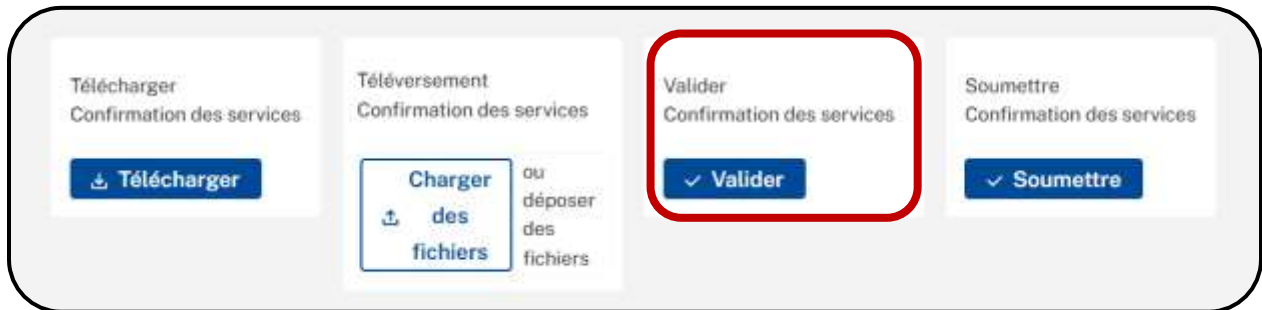 Télécharger
Confirmation des services
Télécharger
Téléversement
Confirmation des services
Charger
des
fichiers
ou
déposer
des
fichiers
Valider
Confirmation des services
Valider
Soumettre
Confirmation des services
Soumettre